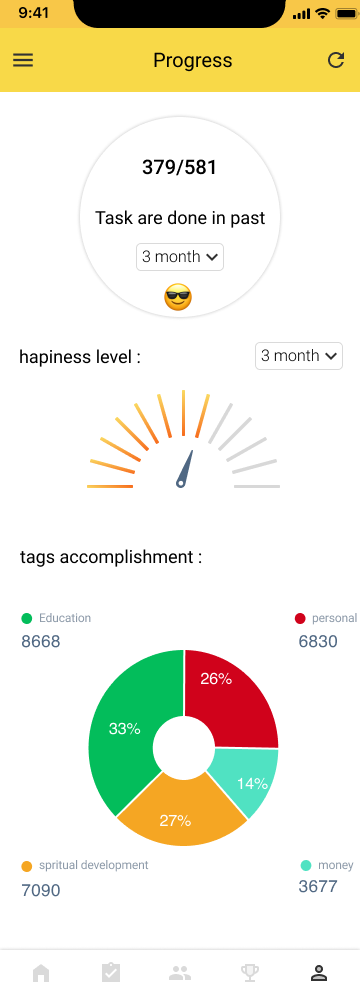 9:41
Progress
379/581
Task are done in past
3 month
hapiness level :
3 month
tags accomplishment :
Education
personal
8668
6830
26%
33%
14%
27%
spritual development
money
7090
3677